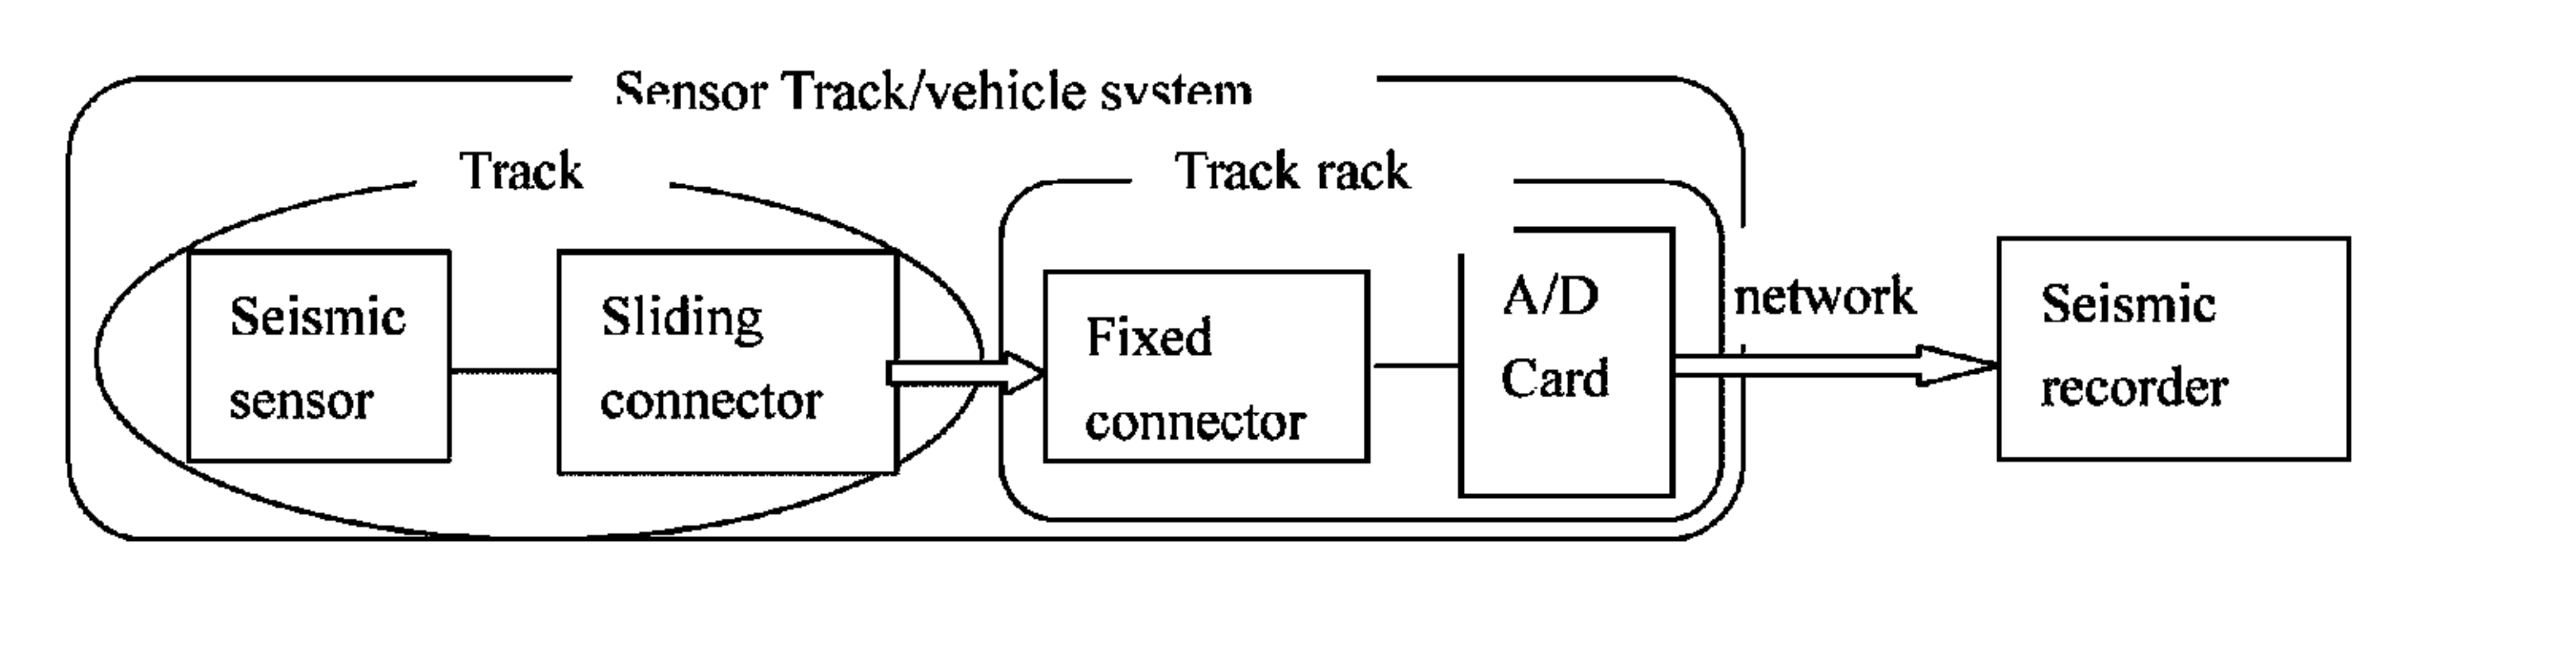 Sensor Track/vehicle system
Track
Track rack
Seismic
sensor
Sliding
connector
Fixed
connector
A/D
Card
network
Seismic
recorder